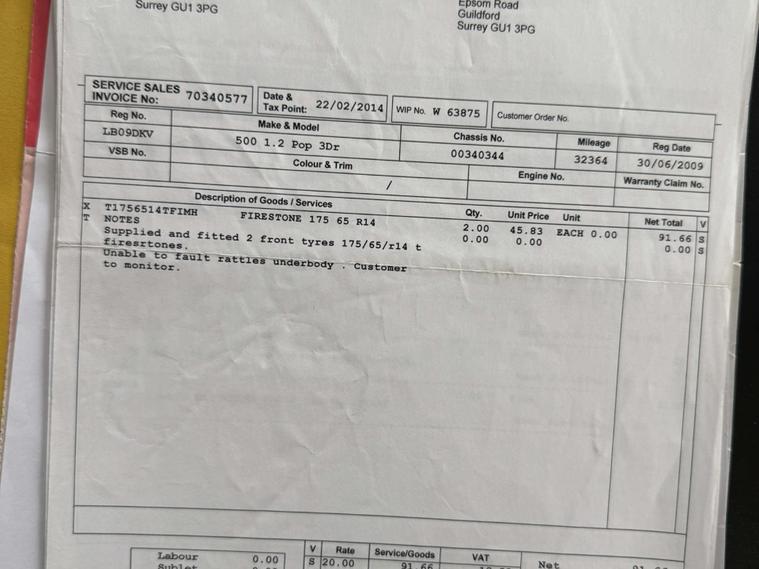 Surrey GU1 3PG
Epsom Road
Guildford
Surrey GU1 3PG
SERVICE SALES INVOICE No: 70340577
Date & Tax Point: 22/02/2014
WIP No. W 63875
Customer Order No.
Reg No. Make & Model Chassis No. Mileage Reg Date
LB09DKV 500 1.2 Pop 3Dr 00340344 32364 30/06/2009
VSB No. Colour & Trim Engine No. Warranty Claim No.
/
Description of Goods / Services Qty. Unit Price Unit Net Total V
X T1756514TFIMH FIRESTONE 175 65 R14 2.00 45.83 EACH 0.00 91.66 S
T NOTES 0.00 0.00 0.00 S
Supplied and fitted 2 front tyres 175/65/r14 t
firesrtones.
Unable to fault rattles underbody . Customer
to monitor.
V Rate Service/Goods VAT
Labour 0.00 S 20.00 91.66 Net
Sublet